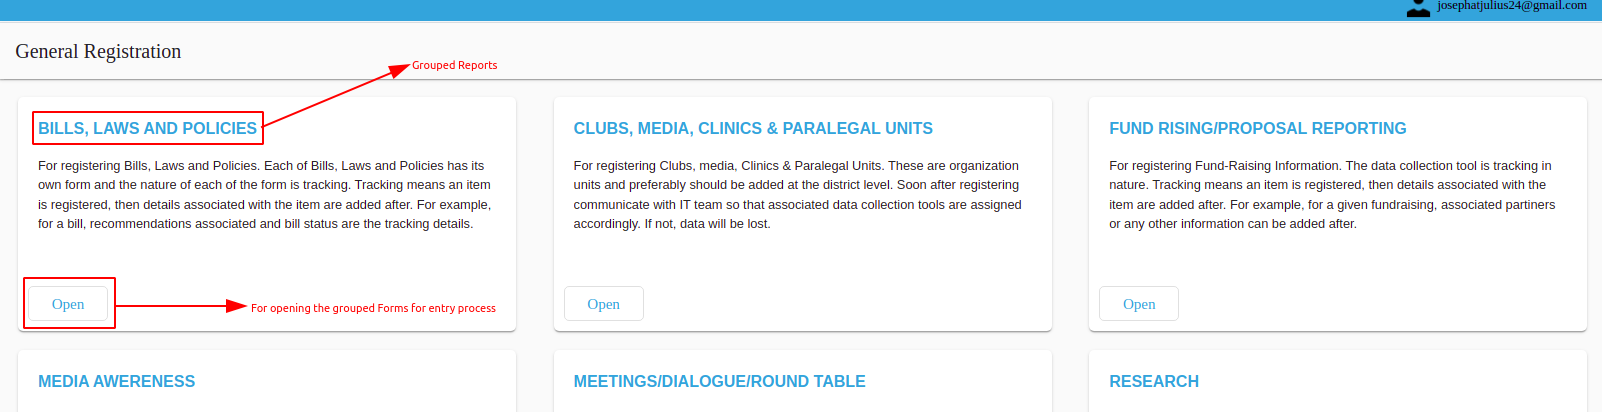 josephatjulius24@gmail.com
General Registration
Grouped Reports
BILLS, LAWS AND POLICIES
For registering Bills, Laws and Policies. Each of Bills, Laws and Policies has its
own form and the nature of each of the form is tracking. Tracking means an item
is registered, then details associated with the item are added after. For example,
for a bill, recommendations associated and bill status are the tracking details.
Open
For opening the grouped Forms for entry process
CLUBS, MEDIA, CLINICS & PARALEGAL UNITS
For registering Clubs, media, Clinics & Paralegal Units. These are organization
units and preferably should be added at the district level. Soon after registering
communicate with IT team so that associated data collection tools are assigned
accordingly. If not, data will be lost.
Open
FUND RISING/PROPOSAL REPORTING
For registering Fund-Raising Information. The data collection tool is tracking in
nature. Tracking means an item is registered, then details associated with the
item are added after. For example, for a given fundraising, associated partners
or any other information can be added after.
Open
MEDIA AWERENESS
MEETINGS/DIALOGUE/ROUND TABLE
RESEARCH